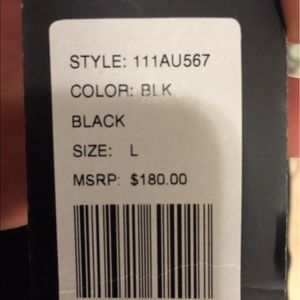 STYLE: 111AU567
COLOR: BLK
BLACK
SIZE: L
MSRP: $180.00